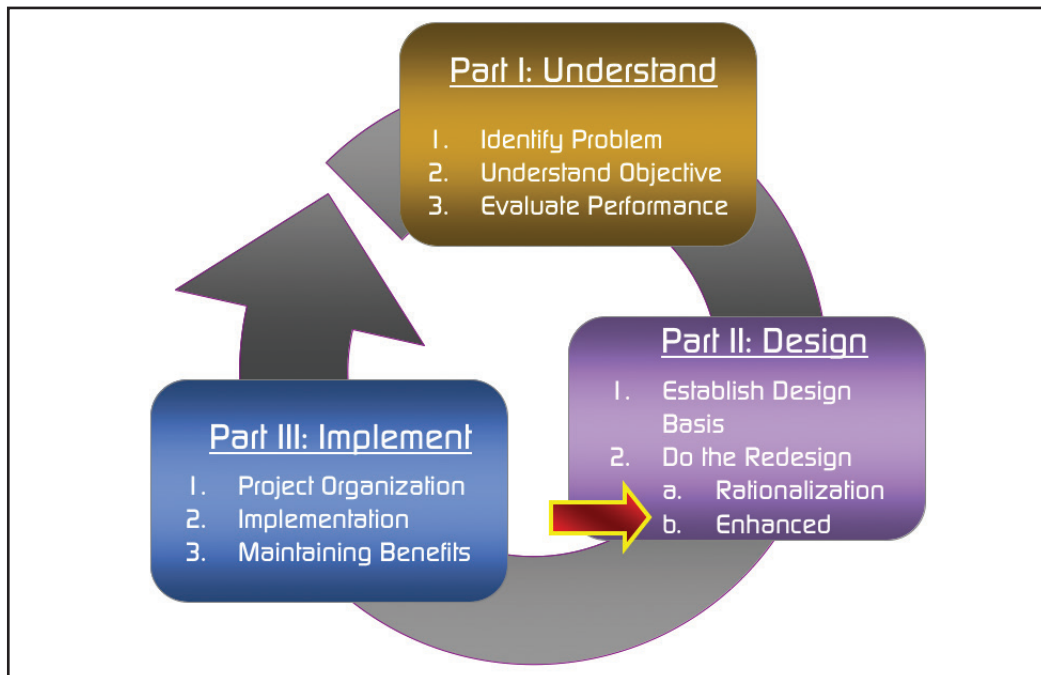 Part I: Understand
1. Identify Problem
2. Understand Objective
3. Evaluate Performance
Part II: Design
1. Establish Design
Basis
2. Do the Redesign
a. Rationalization
b. Enhanced
Part III: Implement
1. Project Organization
2. Implementation
3. Maintaining Benefits